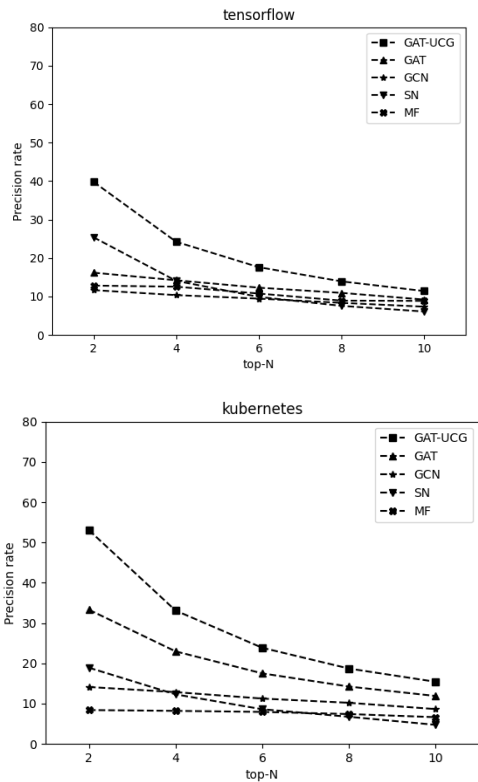 tensorflow
80
70
60
50
40
30
20
10
0
Precision rate
GAT-UCG
GAT
GCN
SN
MF
2 4 6 8 10
top-N
kubernetes
80
70
60
50
40
30
20
10
0
Precision rate
GAT-UCG
GAT
GCN
SN
MF
2 4 6 8 10
top-N